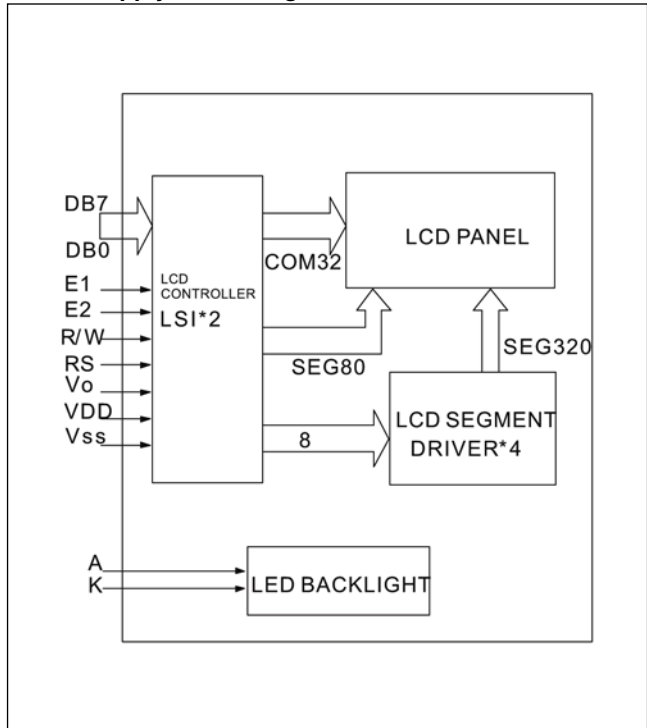 DB7
DB0
E1
E2
R/W
RS
Vo
VDD
Vss
LCD
CONTROLLER
LSI*2
COM32
SEG80
8
LCD PANEL
SEG320
LCD SEGMENT
DRIVER*4
A
K
LED BACKLIGHT